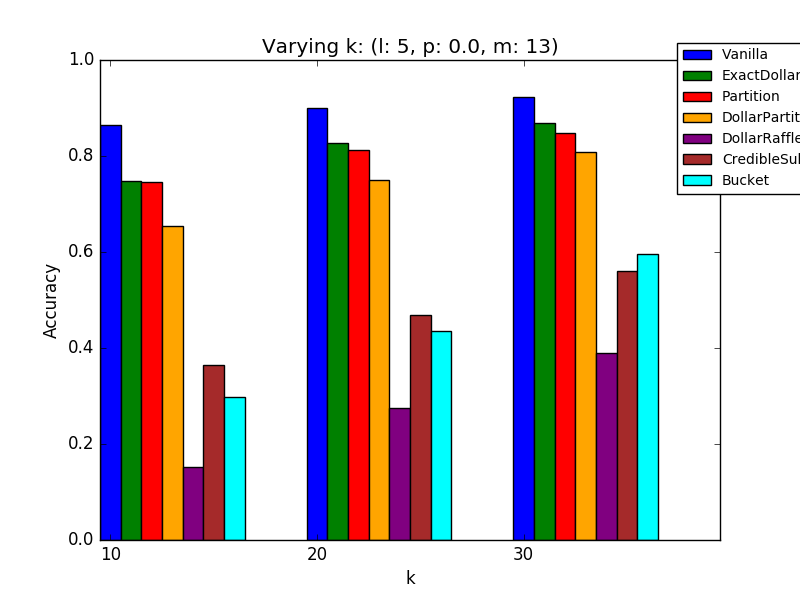 Varying k: (l: 5, p: 0.0, m: 13)
Vanilla
ExactDollar
Partition
DollarPartit
DollarRaffle
CredibleSu
Bucket
1.0
0.8
0.6
0.4
0.2
0.0
Accuracy
10 20 30
k